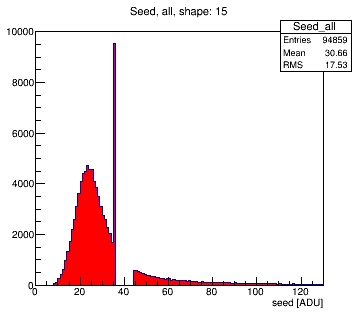 Seed, all, shape: 15
Seed_all
Entries 94859
Mean 30.66
RMS 17.53
10000
8000
6000
4000
2000
0
0 20 40 60 80 100 120
seed [ADU]